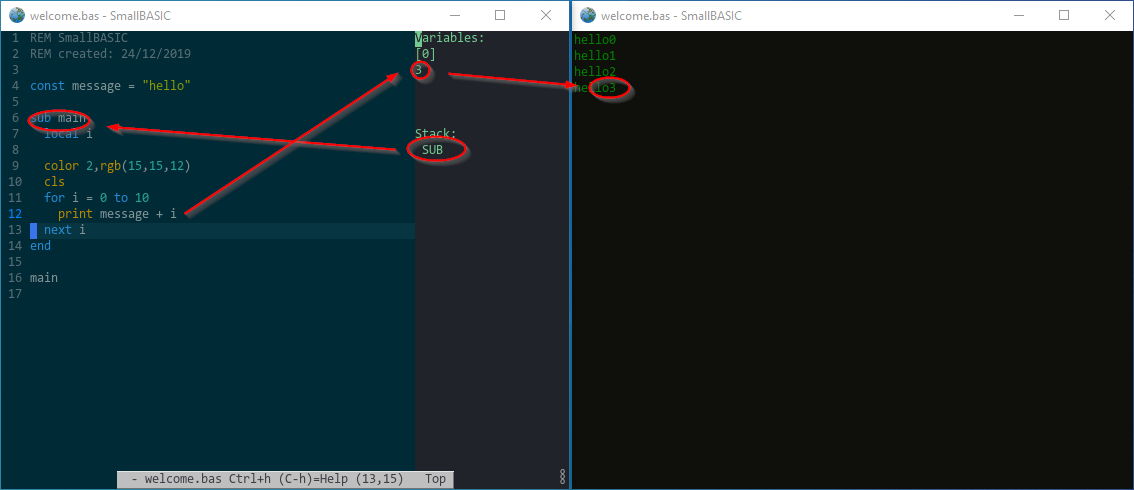 welcome.bas - SmallBASIC
1 REM SmallBASIC
2 REM created: 24/12/2019
3
4 const message = "hello"
5
6 sub main
7 local i
8
9 color 2,rgb(15,15,12)
10 cls
11 for i = 0 to 10
12 print message + i
13 next i
14 end
15
16 main
17
Variables:
[0]
3
Stack:
SUB
- welcome.bas Ctrl+h (C-h)=Help (13,15) Top
welcome.bas - SmallBASIC
hello0
hello1
hello2
hello3